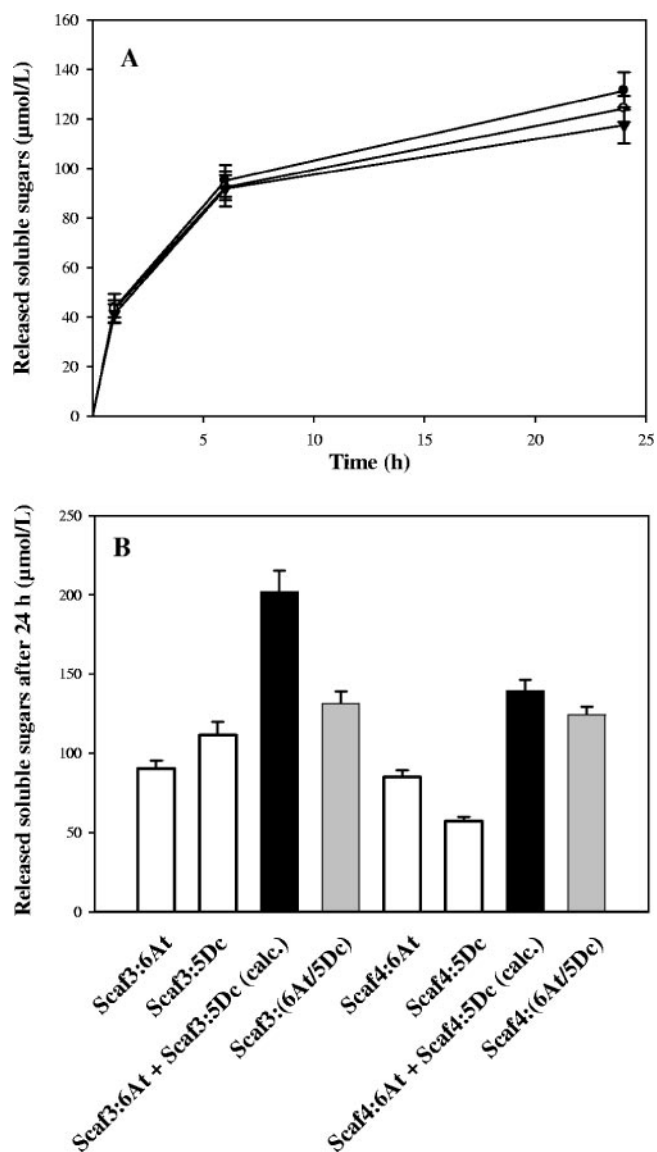 A
Released soluble sugars (µmol/L)
160
140
120
100
80
60
40
20
0
5
10
15
20
25
Time (h)
B
Released soluble sugars after 24 h (µmol/L)
250
200
150
100
50
0
Scaf3:6At
Scaf3:5Dc
Scaf3:6At + Scaf3:5Dc (calc.)
Scaf3:(6At/5Dc)
Scaf4:6At
Scaf4:5Dc
Scaf4:6At + Scaf4:5Dc (calc.)
Scaf4:(6At/5Dc)